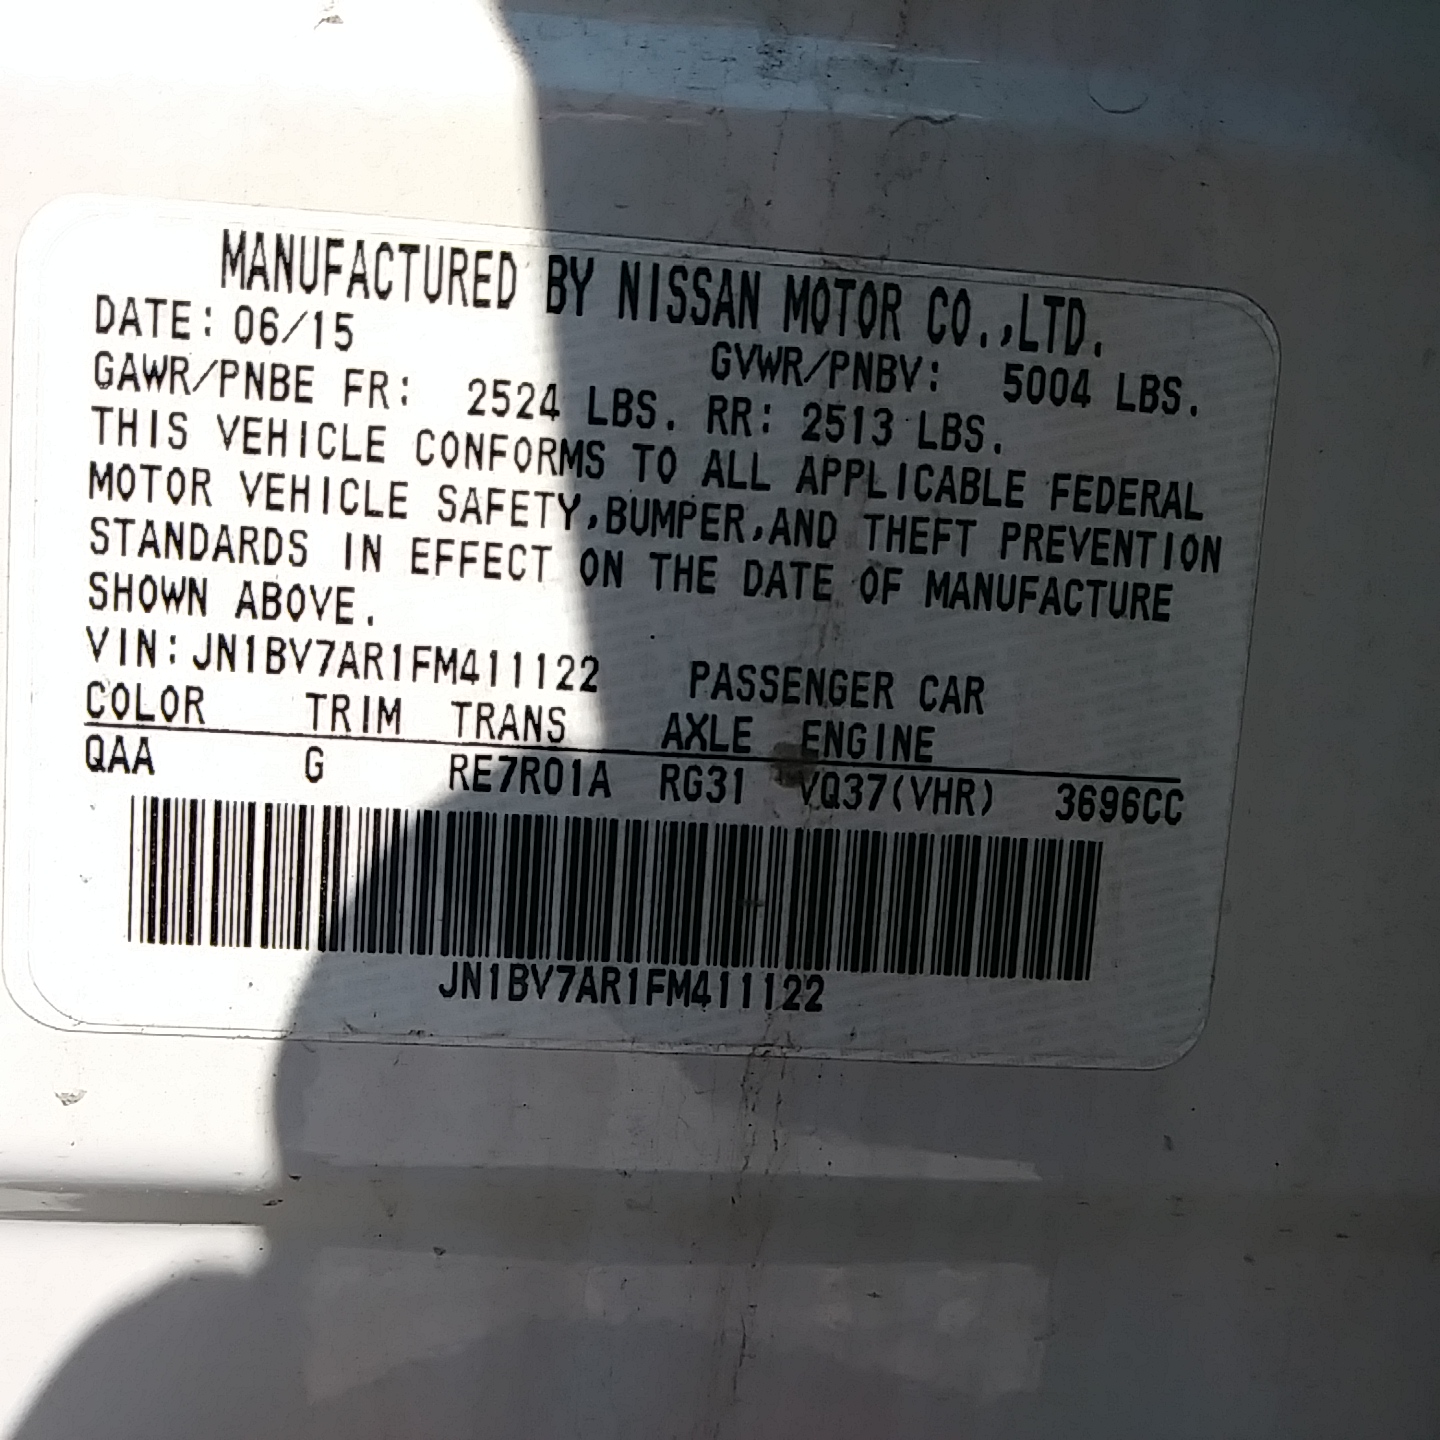 MANUFACTURED BY NISSAN MOTOR CO.,LTD.
DATE: 06/15 GVWR/PNBV: 5004 LBS.
GAWR/PNBE FR: 2524 LBS. RR: 2513 LBS.
THIS VEHICLE CONFORMS TO ALL APPLICABLE FEDERAL
MOTOR VEHICLE SAFETY,BUMPER,AND THEFT PREVENTION
STANDARDS IN EFFECT ON THE DATE OF MANUFACTURE
SHOWN ABOVE.
VIN:JN1BV7AR1FM411122 PASSENGER CAR
COLOR TRIM TRANS AXLE ENGINE
QAA G RE7R01A RG31 VQ37(VHR) 3696CC
JN1BV7AR1FM411122